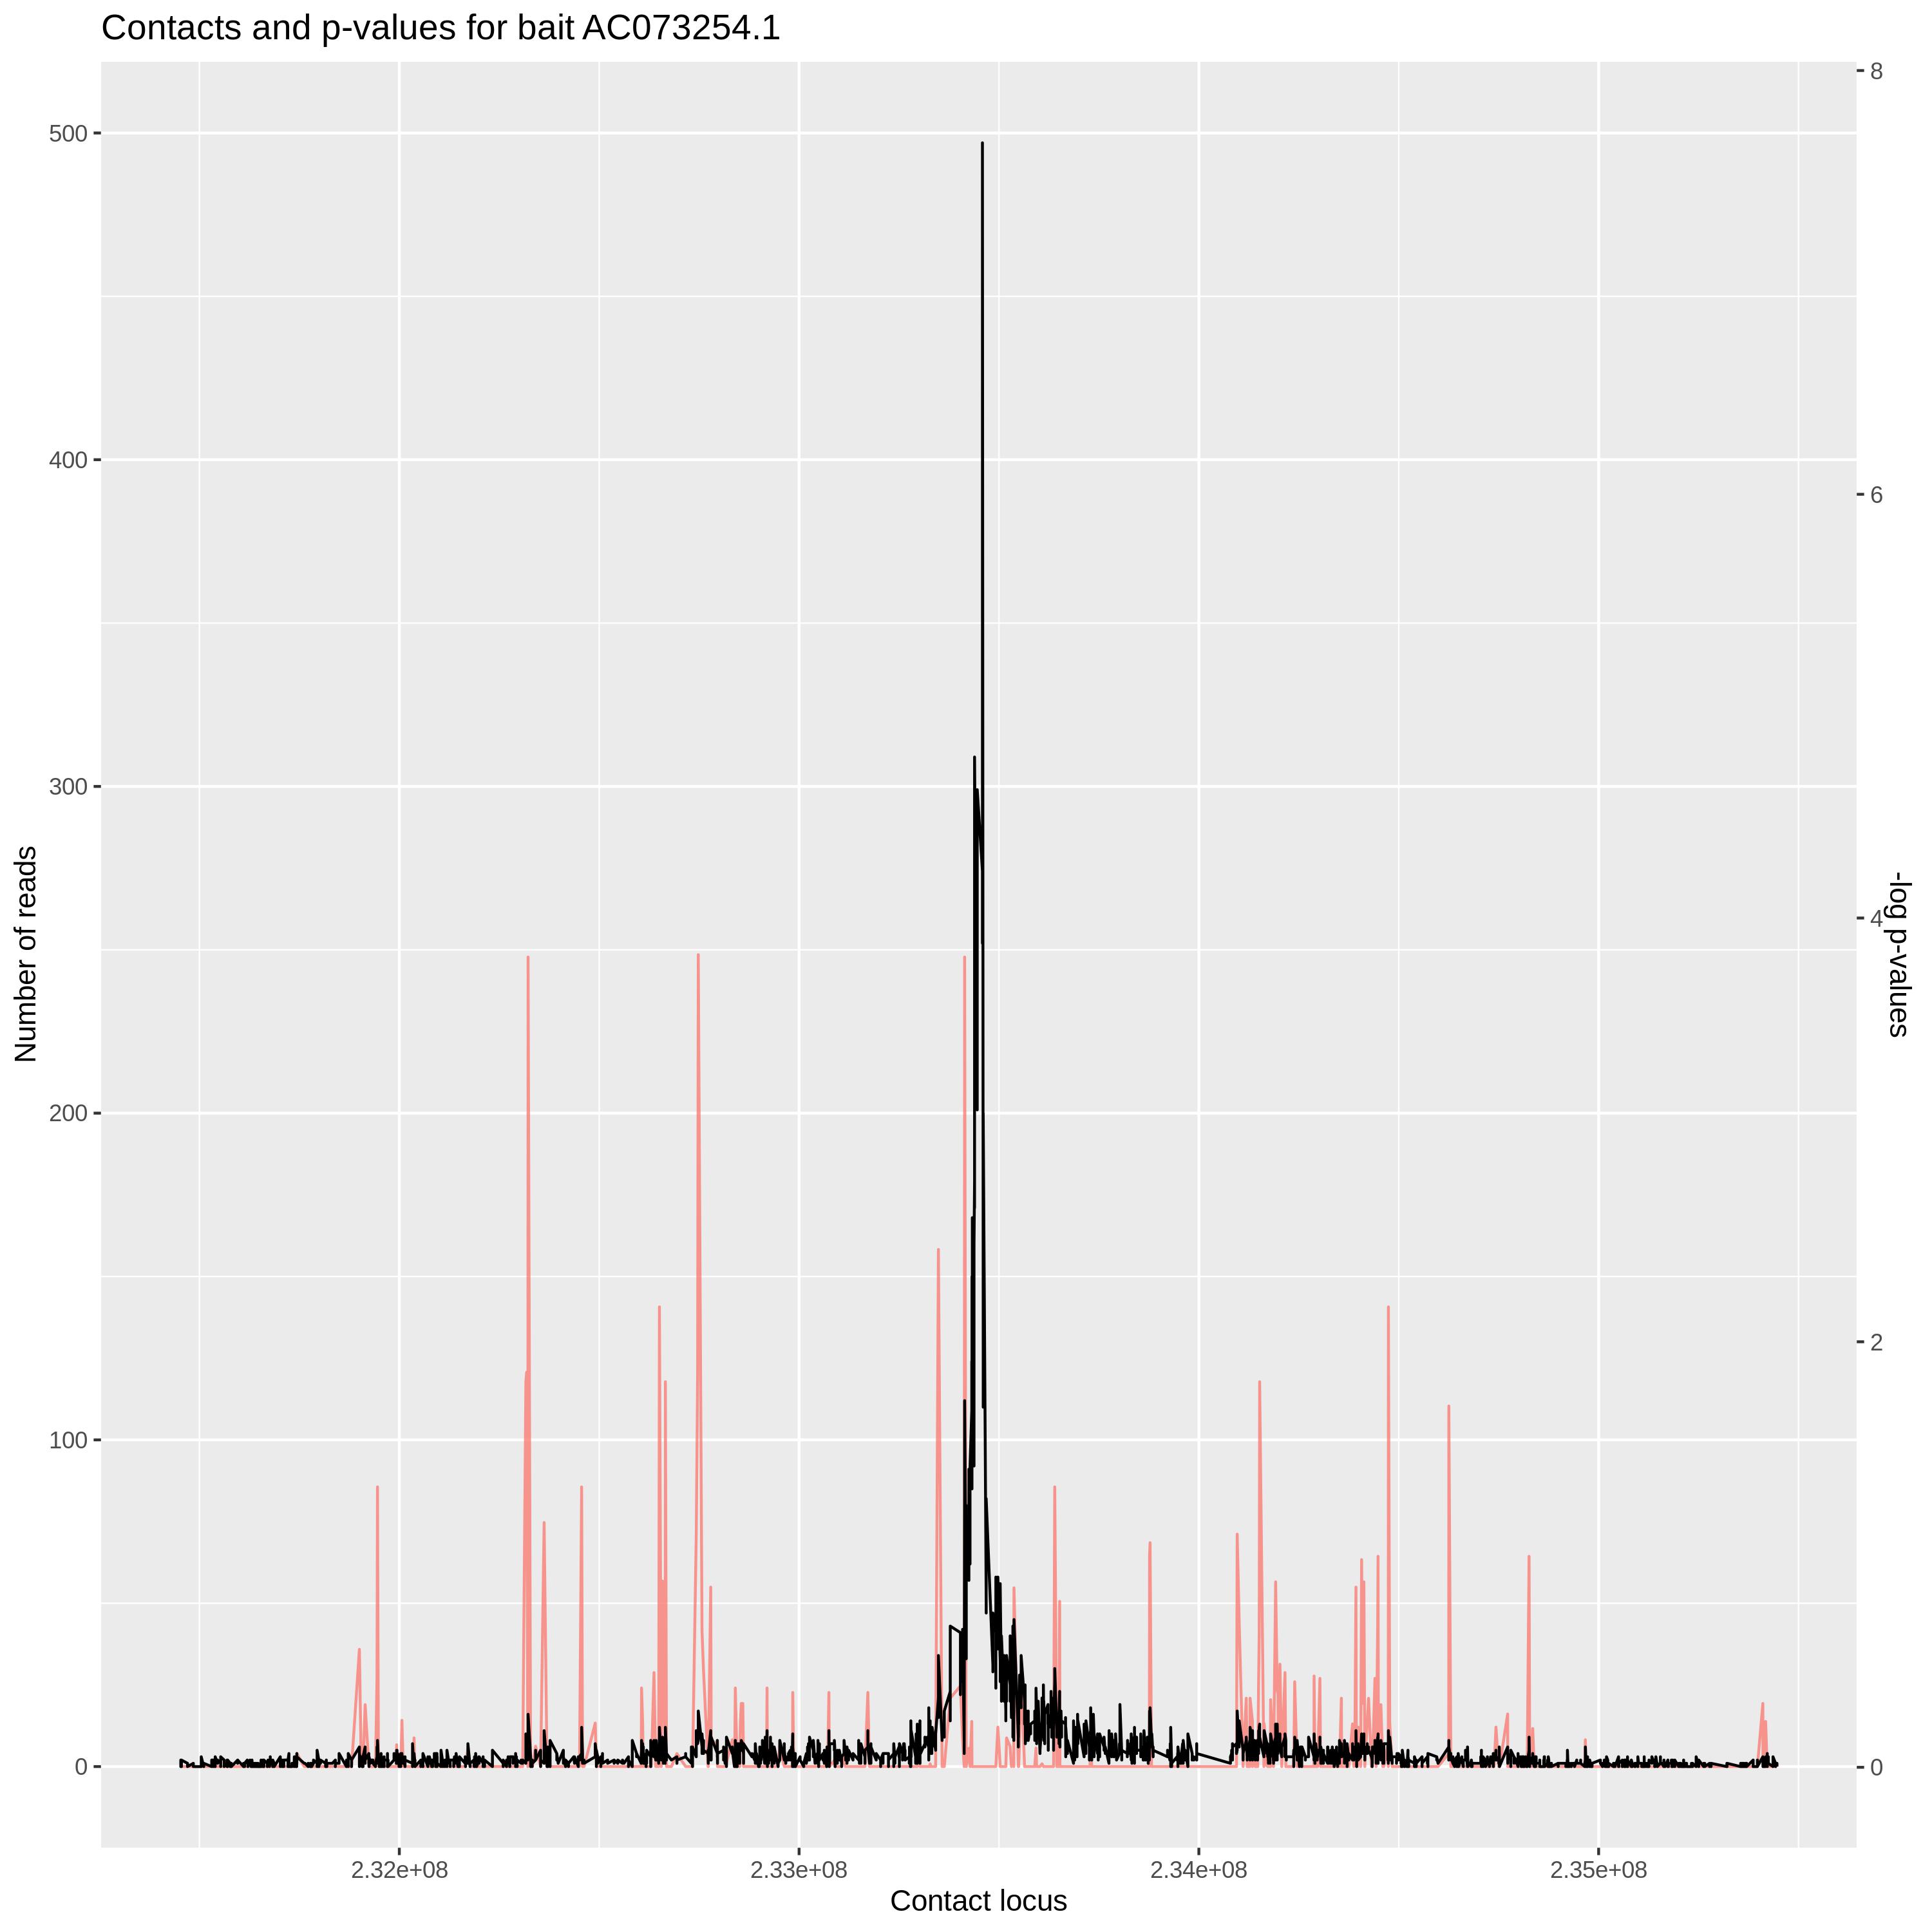 Contacts and p-values for bait AC073254.1
500
400
300
200
100
0
Number of reads
8
6
4
2
0
-log p-values
2.32e+08
2.33e+08
2.34e+08
2.35e+08
Contact locus